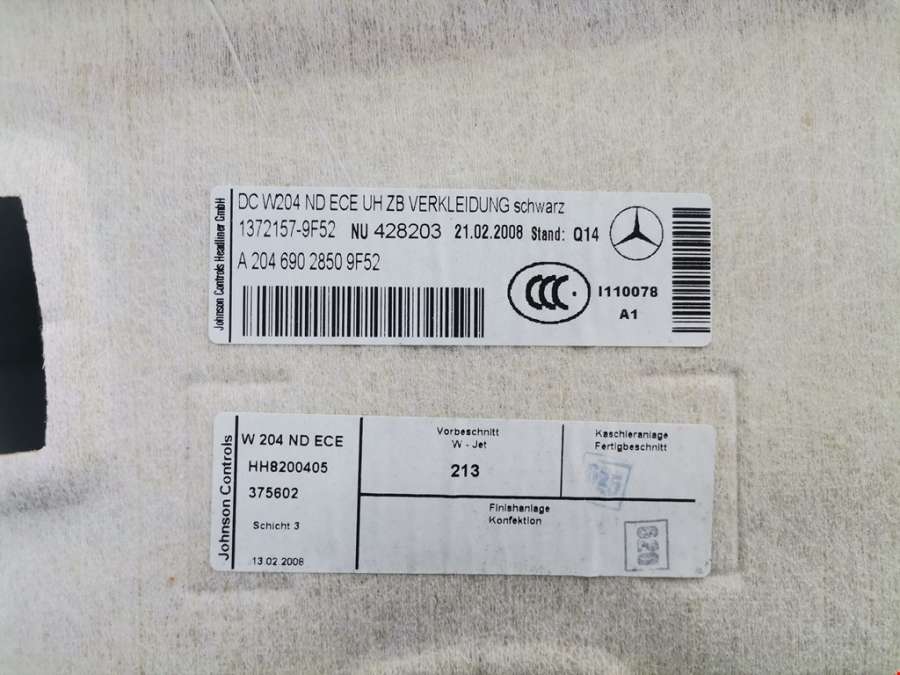 Johnson Controls Headliner GmbH
DC W204 ND ECE UH ZB VERKLEIDUNG schwarz
1372157-9F52 NU 428203 21.02.2008 Stand: Q14
A 204 690 2850 9F52
CCC
I110078
A1
Johnson Controls
W 204 ND ECE
HH8200405
375602
Schicht 3
13.02.2008
Vorbeschnitt
W - Jet
213
Kaschieranlage
Fertigbeschnitt
Finishanlage
Konfektion